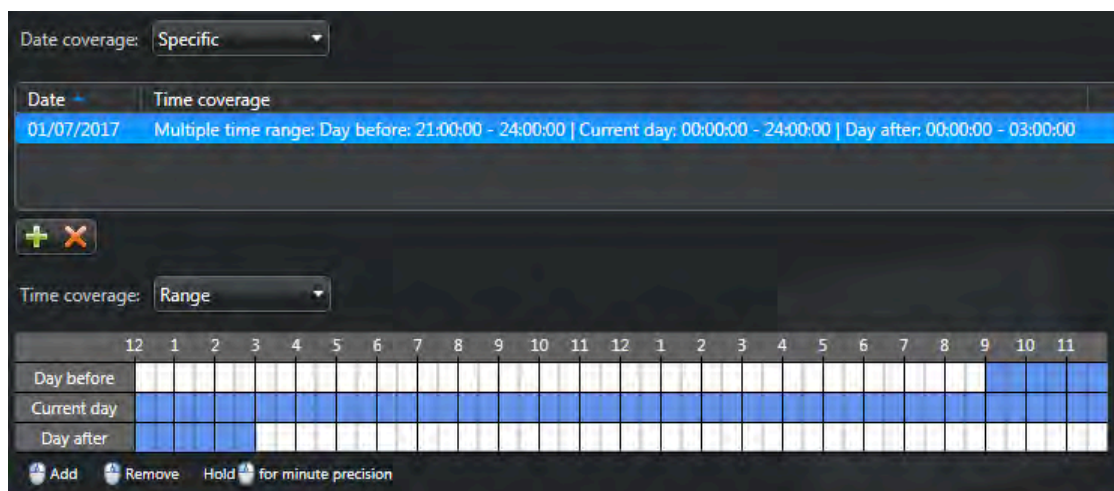 Date coverage: Specific
Date Time coverage
01/07/2017 Multiple time range: Day before: 21:00:00 - 24:00:00 | Current day: 00:00:00 - 24:00:00 | Day after: 00:00:00 - 03:00:00
Time coverage: Range
12 1 2 3 4 5 6 7 8 9 10 11 12 1 2 3 4 5 6 7 8 9 10 11
Day before
Current day
Day after
Add Remove Hold for minute precision